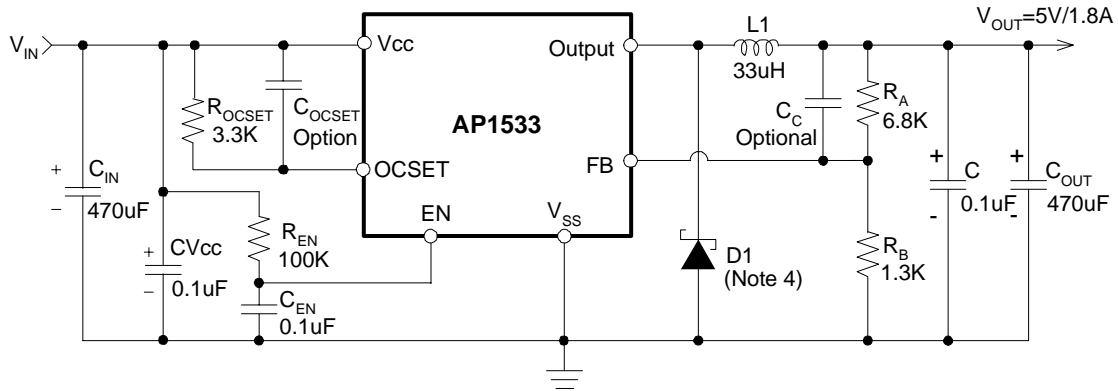 V_OUT=5V/1.8A
V_IN
Vcc
Output
L1
33uH
R_OCSET
3.3K
C_OCSET
Option
AP1533
C_C
Optional
R_A
6.8K
OCSET
FB
C_IN
470uF
EN
V_SS
C
0.1uF
C_OUT
470uF
R_EN
100K
CVcc
0.1uF
D1
(Note 4)
R_B
1.3K
C_EN
0.1uF